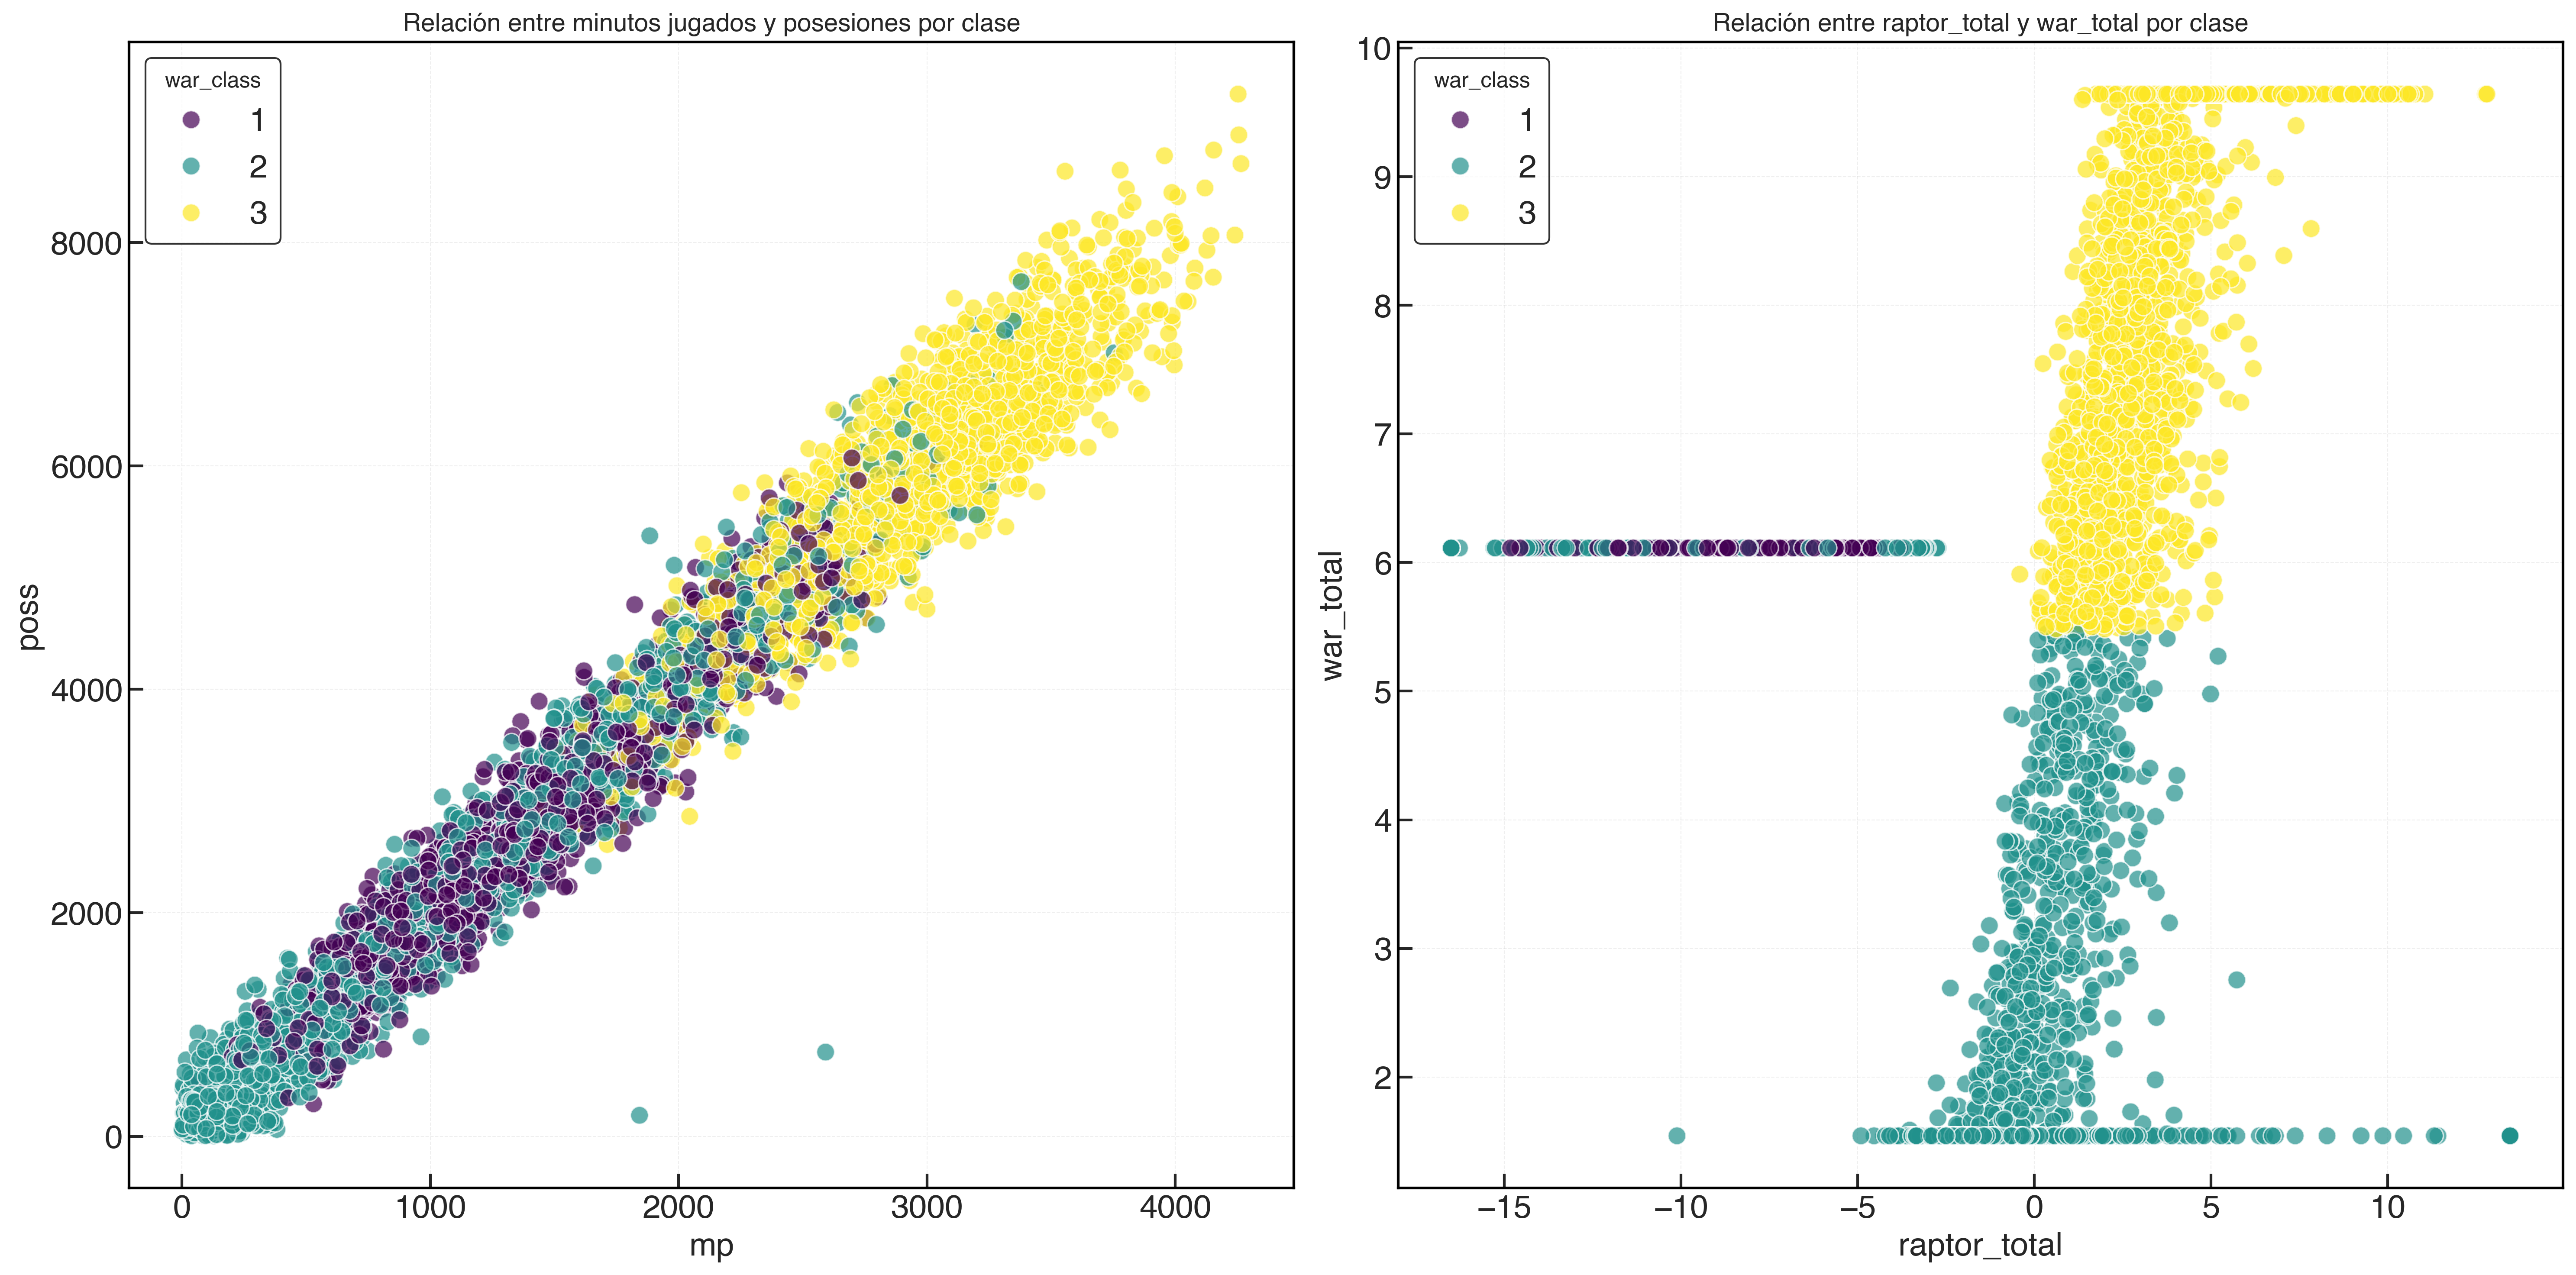 Relación entre minutos jugados y posesiones por clase
war_class
1
2
3
8000
6000
4000
2000
0
poss
0 1000 2000 3000 4000
mp
Relación entre raptor_total y war_total por clase
war_class
1
2
3
10
9
8
7
6
5
4
3
2
war_total
−15 −10 −5 0 5 10
raptor_total